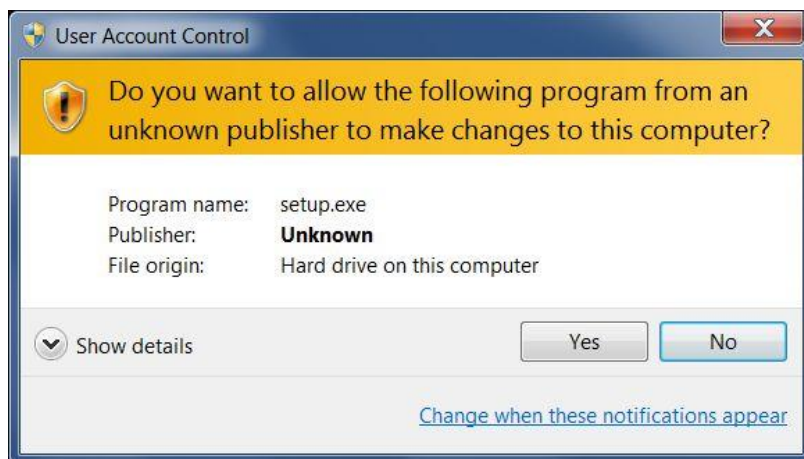 User Account Control
Do you want to allow the following program from an
unknown publisher to make changes to this computer?
Program name: setup.exe
Publisher: Unknown
File origin: Hard drive on this computer
Show details Yes No
Change when these notifications appear